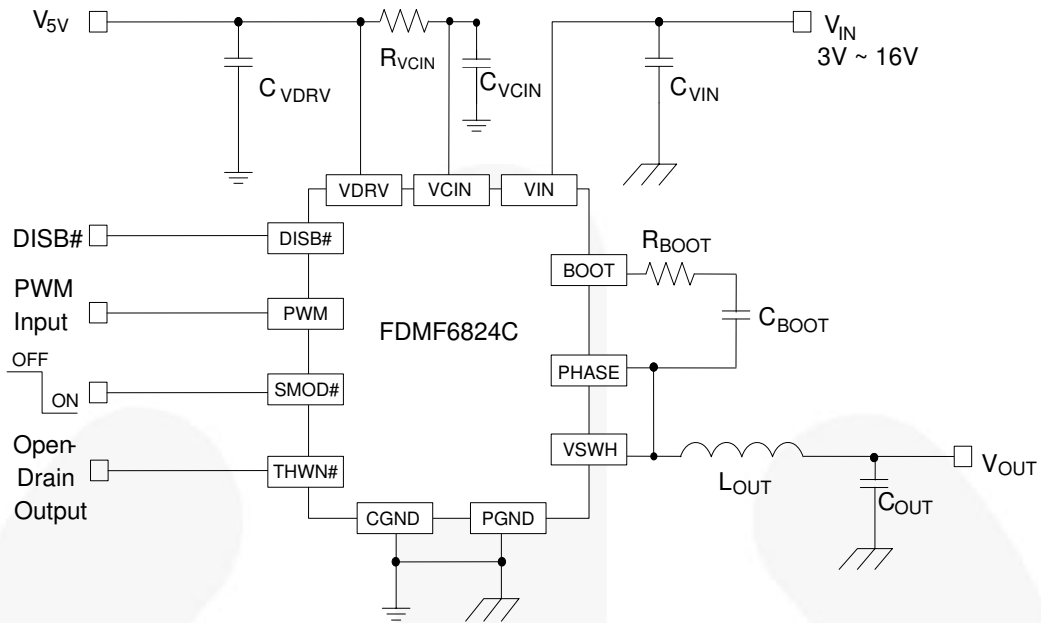 V5V
RVCIN
CVDRV
CVCIN
CVIN
VIN
3V ~ 16V
VDRV
VCIN
VIN
DISB#
DISB#
PWM
Input
PWM
OFF
ON
SMOD#
Open-
Drain
Output
THWN#
FDMF6824C
BOOT
RBOOT
CBOOT
PHASE
VSWH
LOUT
VOUT
COUT
CGND
PGND